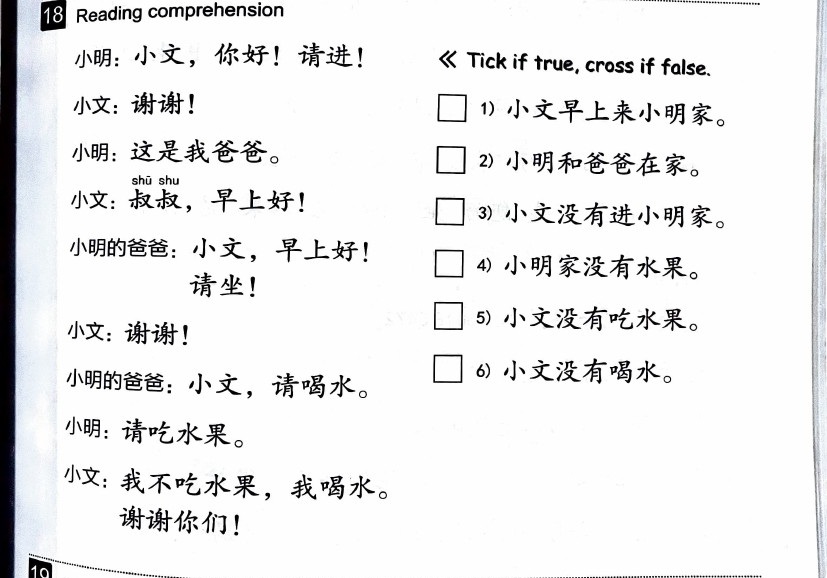 18 Reading comprehension
小明：小文，你好！请进！
小文：谢谢！
小明：这是我爸爸。
shū shu
小文：叔叔，早上好！
小明的爸爸：小文，早上好！
请坐！
小文：谢谢！
小明的爸爸：小文，请喝水。
小明：请吃水果。
小文：我不吃水果，我喝水。
谢谢你们！
« Tick if true, cross if false.
1) 小文早上来小明家。
2) 小明和爸爸在家。
3) 小文没有进小明家。
4) 小明家没有水果。
5) 小文没有吃水果。
6) 小文没有喝水。
19